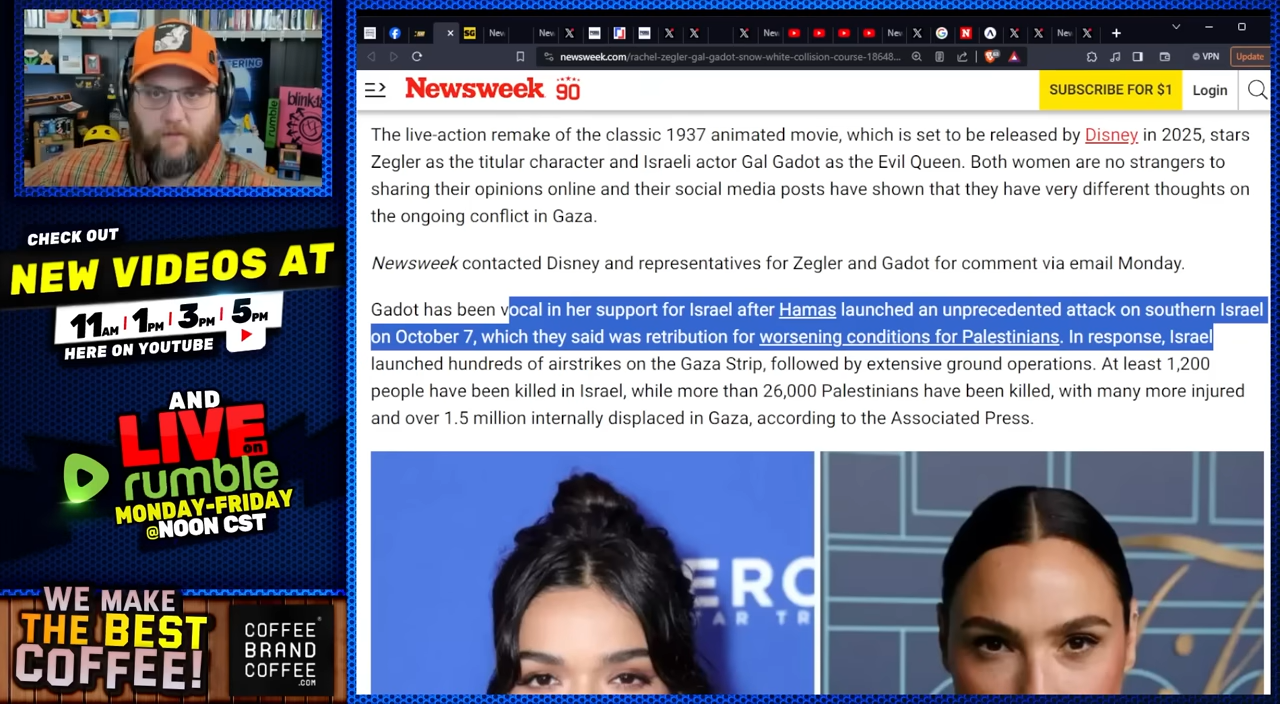 newsweek.com/rachel-zegler-gal-gadot-snow-white-collision-course-18648...
VPN
Update
Newsweek 90
SUBSCRIBE FOR $1
Login
The live-action remake of the classic 1937 animated movie, which is set to be released by Disney in 2025, stars
Zegler as the titular character and Israeli actor Gal Gadot as the Evil Queen. Both women are no strangers to
sharing their opinions online and their social media posts have shown that they have very different thoughts on
the ongoing conflict in Gaza.
Newsweek contacted Disney and representatives for Zegler and Gadot for comment via email Monday.
Gadot has been vocal in her support for Israel after Hamas launched an unprecedented attack on southern Israel
on October 7, which they said was retribution for worsening conditions for Palestinians. In response, Israel
launched hundreds of airstrikes on the Gaza Strip, followed by extensive ground operations. At least 1,200
people have been killed in Israel, while more than 26,000 Palestinians have been killed, with many more injured
and over 1.5 million internally displaced in Gaza, according to the Associated Press.
ERO
TAR TR
rumble
blink
CHECK OUT
NEW VIDEOS AT
11AM | 1PM | 3PM | 5PM
HERE ON YOUTUBE
AND
LIVE
on
rumble
MONDAY-FRIDAY
@NOON CST
WE MAKE
THE BEST
COFFEE!
COFFEE
BRAND
COFFEE
.COM